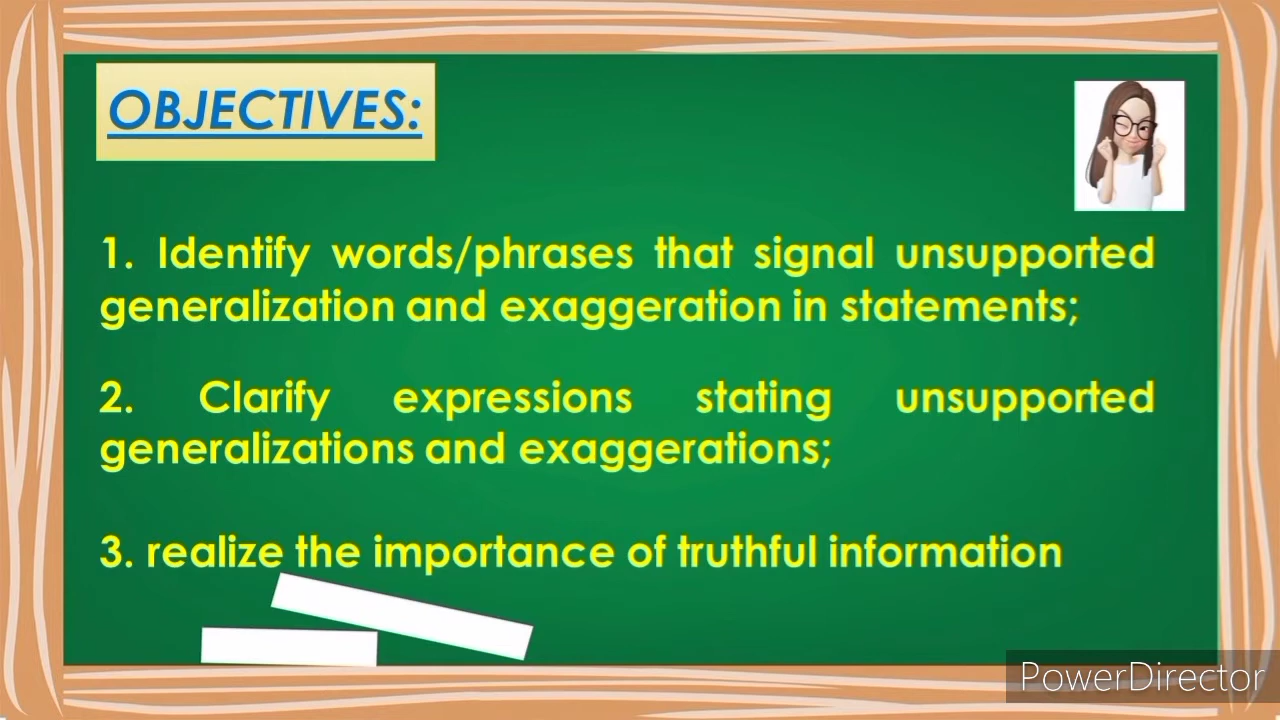 OBJECTIVES:
1. Identify words/phrases that signal unsupported
generalization and exaggeration in statements;
2. Clarify expressions stating unsupported
generalizations and exaggerations;
3. realize the importance of truthful information
PowerDirector